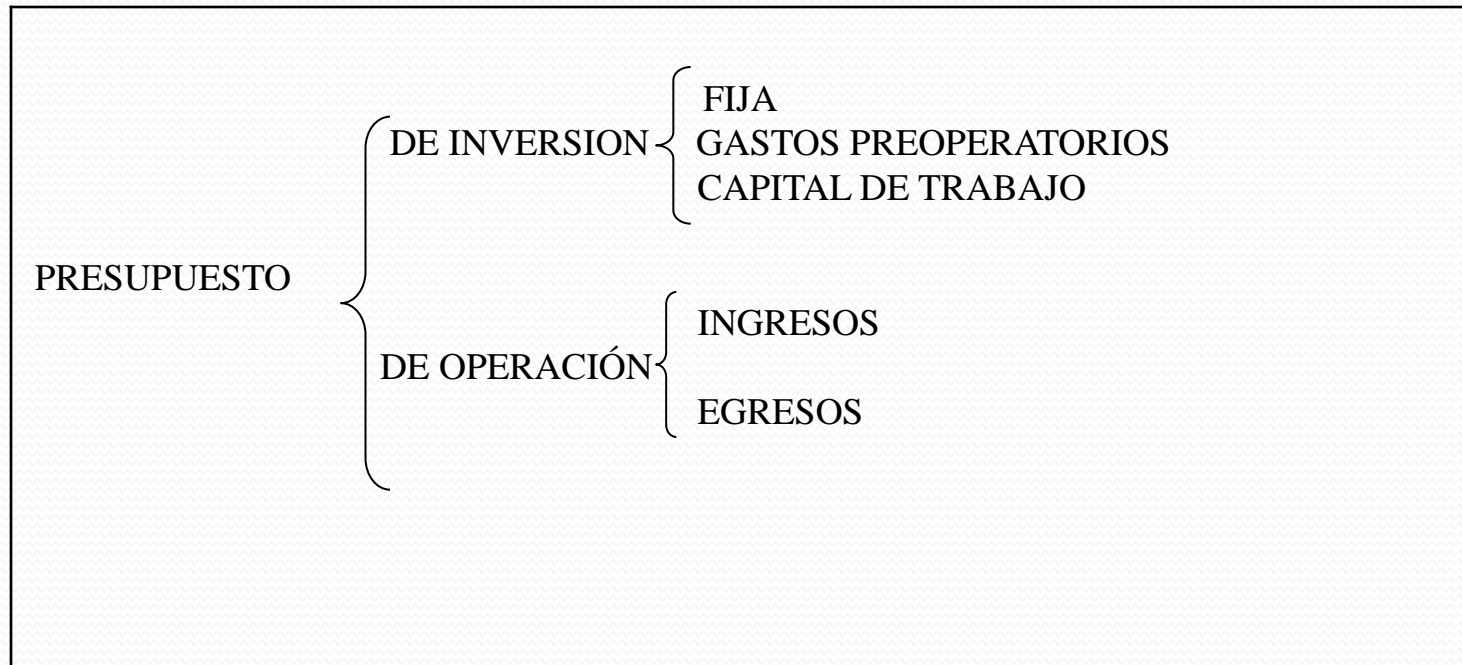 PRESUPUESTO
DE INVERSION
FIJA
GASTOS PREOPERATORIOS
CAPITAL DE TRABAJO
DE OPERACIÓN
INGRESOS
EGRESOS